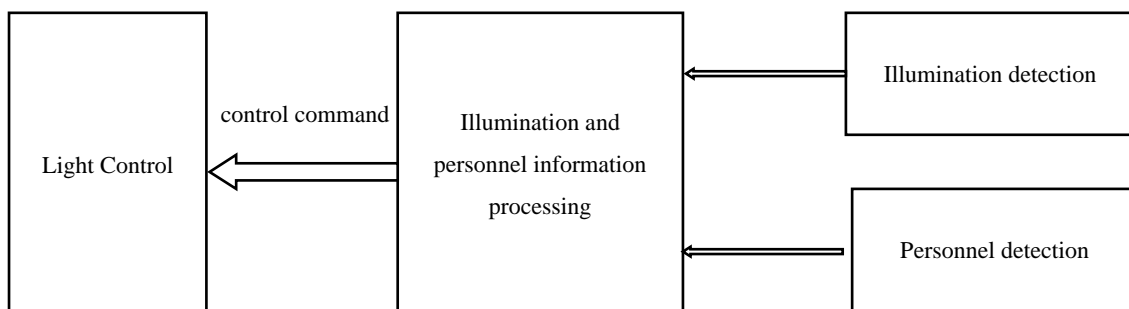 Light Control
control command
Illumination and
personnel information
processing
Illumination detection
Personnel detection